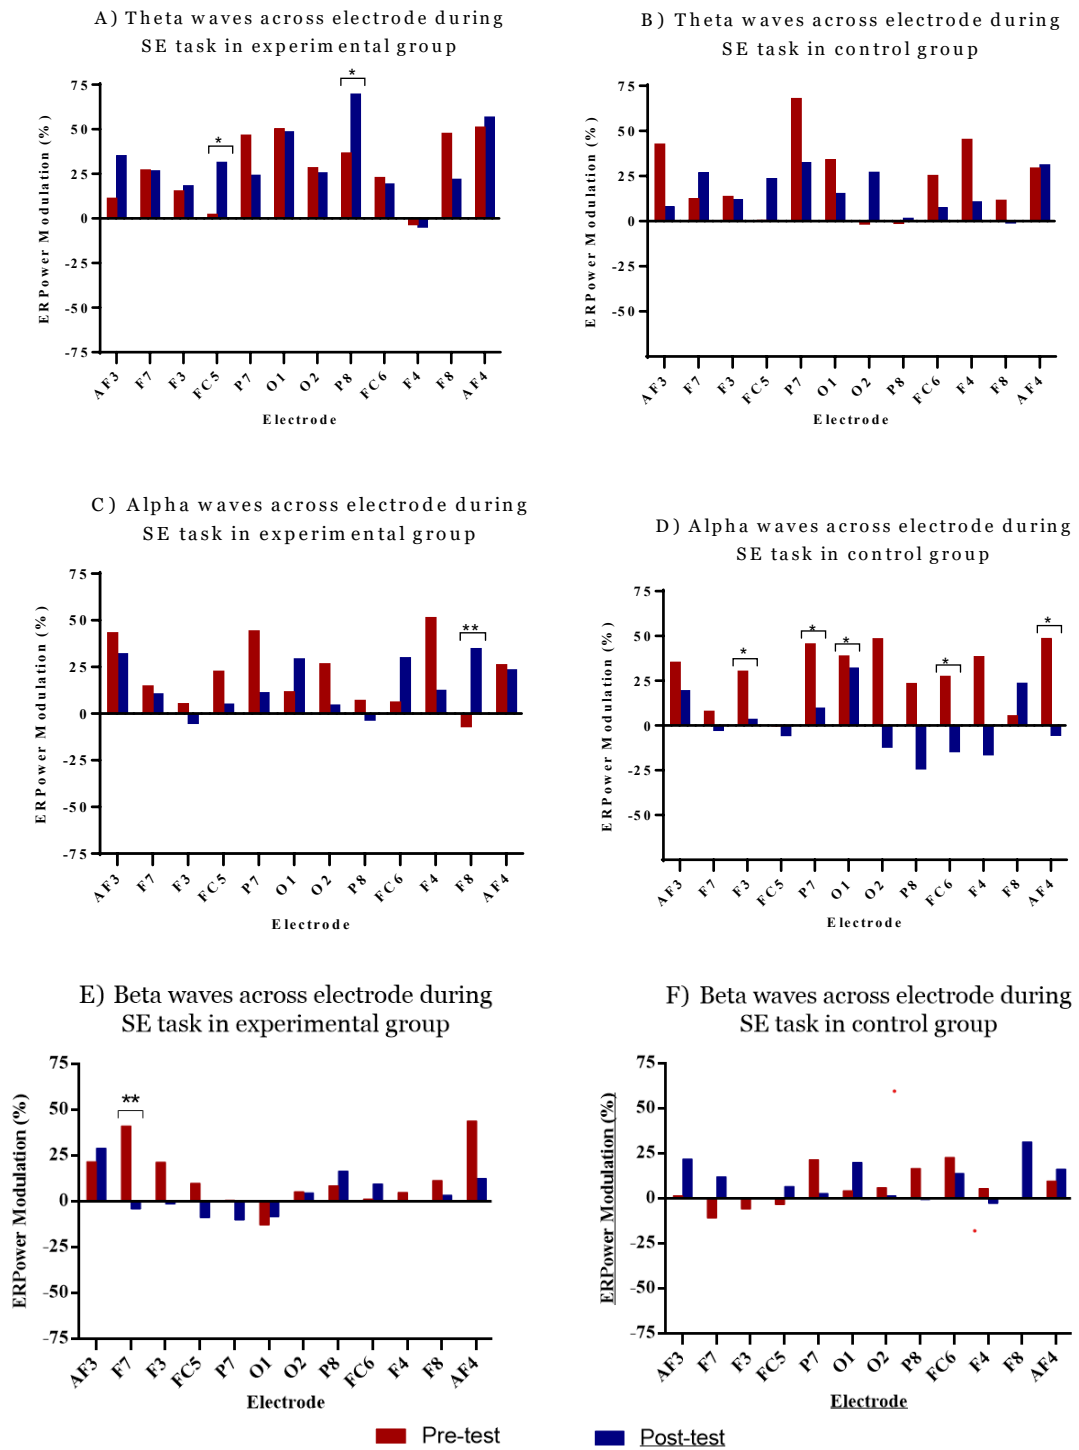 A) Theta waves across electrode during
SE task in experimental group
75
50
25
0
-25
-50
-75
ERPower Modulation (%)
*
*
AF3 F7 F3 FC5 P7 O1 O2 P8 FC6 F4 F8 AF4
Electrode
B) Theta waves across electrode during
SE task in control group
75
50
25
0
-25
-50
ERPower Modulation (%)
AF3 F7 F3 FC5 P7 O1 O2 P8 FC6 F4 F8 AF4
Electrode
C) Alpha waves across electrode during
SE task in experimental group
75
50
25
0
-25
-50
-75
ERPower Modulation (%)
**
AF3 F7 F3 FC5 P7 O1 O2 P8 FC6 F4 F8 AF4
Electrode
D) Alpha waves across electrode during
SE task in control group
75
50
25
0
-25
-50
ERPower Modulation (%)
*
*
*
*
*
AF3 F7 F3 FC5 P7 O1 O2 P8 FC6 F4 F8 AF4
Electrode
E) Beta waves across electrode during
SE task in experimental group
75
50
25
0
-25
-50
-75
ERPower Modulation (%)
**
AF3 F7 F3 FC5 P7 O1 O2 P8 FC6 F4 F8 AF4
Electrode
F) Beta waves across electrode during
SE task in control group
75
50
25
0
-25
-50
-75
ERPower Modulation (%)
AF3 F7 F3 FC5 P7 O1 O2 P8 FC6 F4 F8 AF4
Electrode
Pre-test Post-test